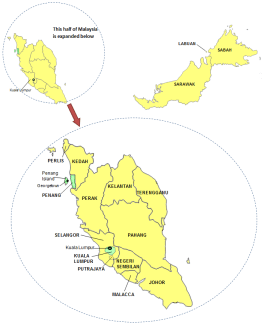 This half of Malaysia
is expanded below
Kuala Lumpur
LABUAN
SABAH
SARAWAK
PERLIS
KEDAH
Penang
Island
Georgetown
PENANG
KELANTAN
TERENGGANU
PERAK
PAHANG
SELANGOR
Kuala Lumpur
KUALA
LUMPUR
PUTRAJAYA
NEGERI
SEMBILAN
MALACCA
JOHOR